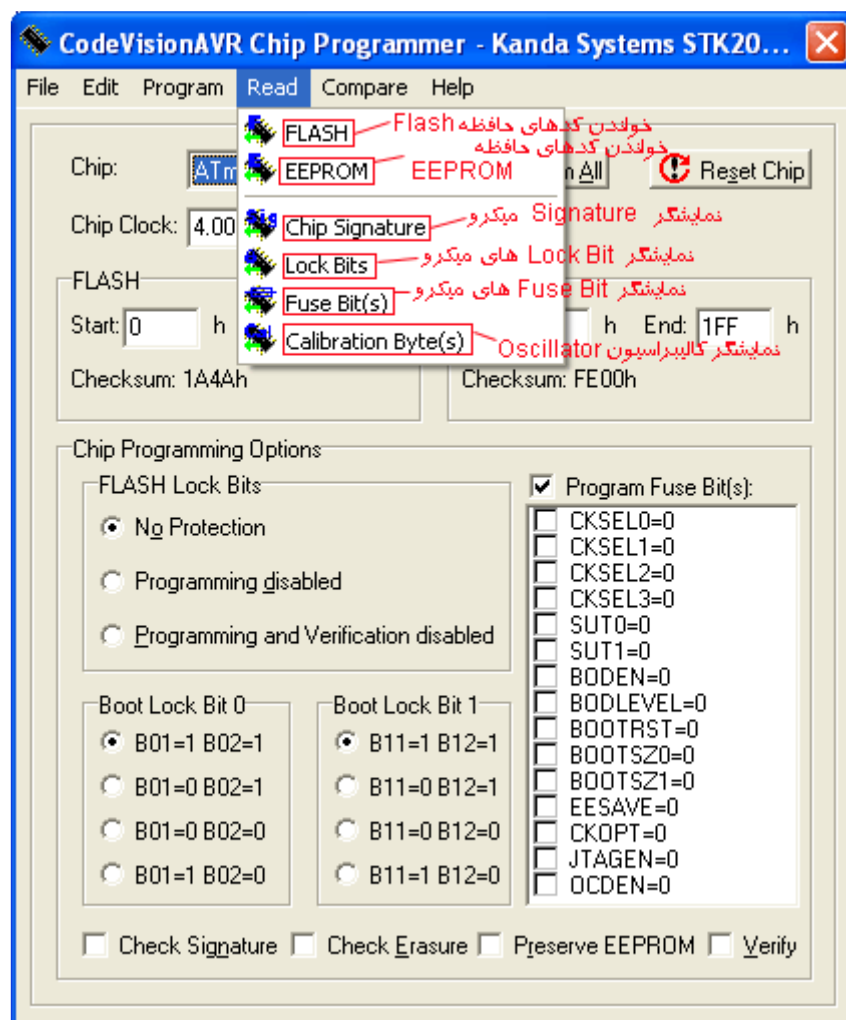 CodeVisionAVR Chip Programmer - Kanda Systems STK20...
File Edit Program Read Compare Help
FLASH خواندن کدهای حافظه Flash
EEPROM خواندن کدهای حافظه EEPROM
Chip Signature نمایشگر Signature میکرو
Lock Bits نمایشگر Lock Bit های میکرو
Fuse Bit(s) نمایشگر Fuse Bit های میکرو
Calibration Byte(s) نمایشگر کالیبراسیون Oscillator
Chip: All Reset Chip
Chip Clock: 4.00
FLASH
Start: 0 h h End: 1FF h
Checksum: 1A4Ah Checksum: FE00h
Chip Programming Options
FLASH Lock Bits
No Protection
Programming disabled
Programming and Verification disabled
Program Fuse Bit(s):
CKSEL0=0
CKSEL1=0
CKSEL2=0
CKSEL3=0
SUT0=0
SUT1=0
BODEN=0
BODLEVEL=0
BOOTRST=0
BOOTSZ0=0
BOOTSZ1=0
EESAVE=0
CKOPT=0
JTAGEN=0
OCDEN=0
Boot Lock Bit 0
B01=1 B02=1
B01=0 B02=1
B01=0 B02=0
B01=1 B02=0
Boot Lock Bit 1
B11=1 B12=1
B11=0 B12=1
B11=0 B12=0
B11=1 B12=0
Check Signature Check Erasure Preserve EEPROM Verify